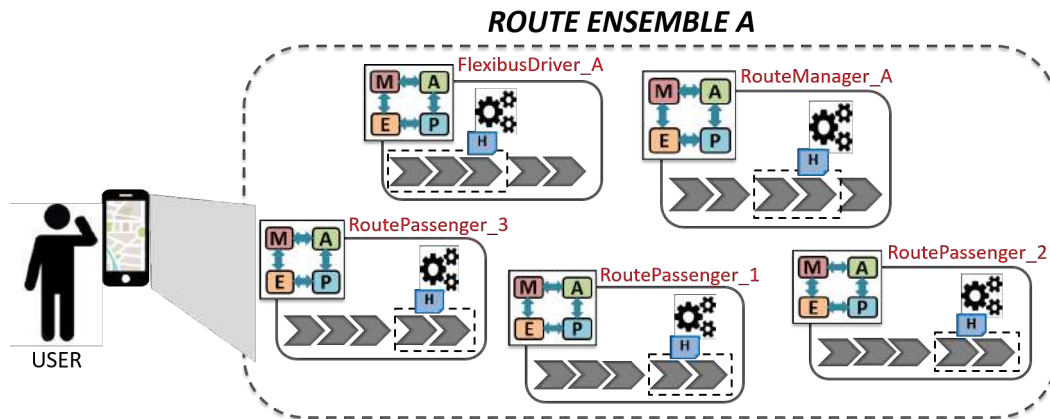 ROUTE ENSEMBLE A
FlexibusDriver_A
M A
E P
H
RouteManager_A
M A
E P
H
RoutePassenger_3
M A
E P
H
RoutePassenger_1
M A
E P
H
RoutePassenger_2
M A
E P
H
USER